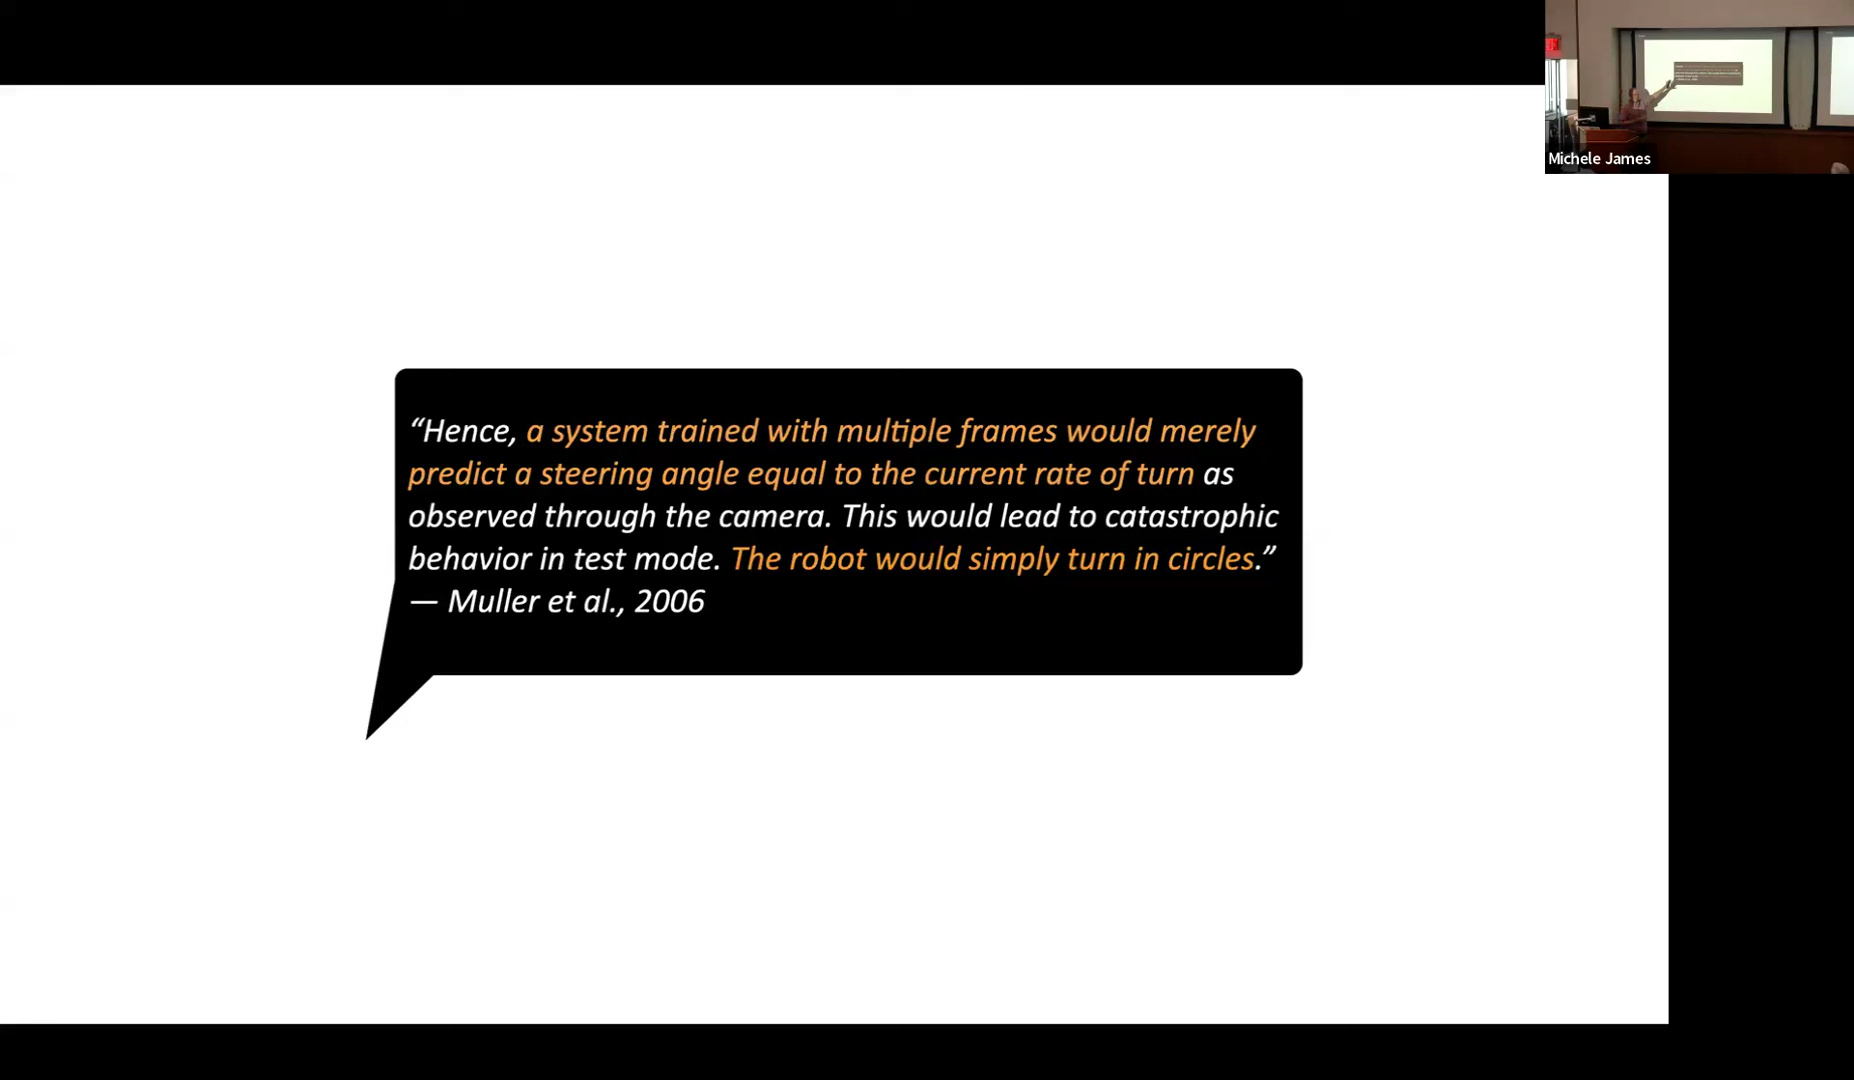 Michele James
“Hence, a system trained with multiple frames would merely
predict a steering angle equal to the current rate of turn as
observed through the camera. This would lead to catastrophic
behavior in test mode. The robot would simply turn in circles.”
— Muller et al., 2006